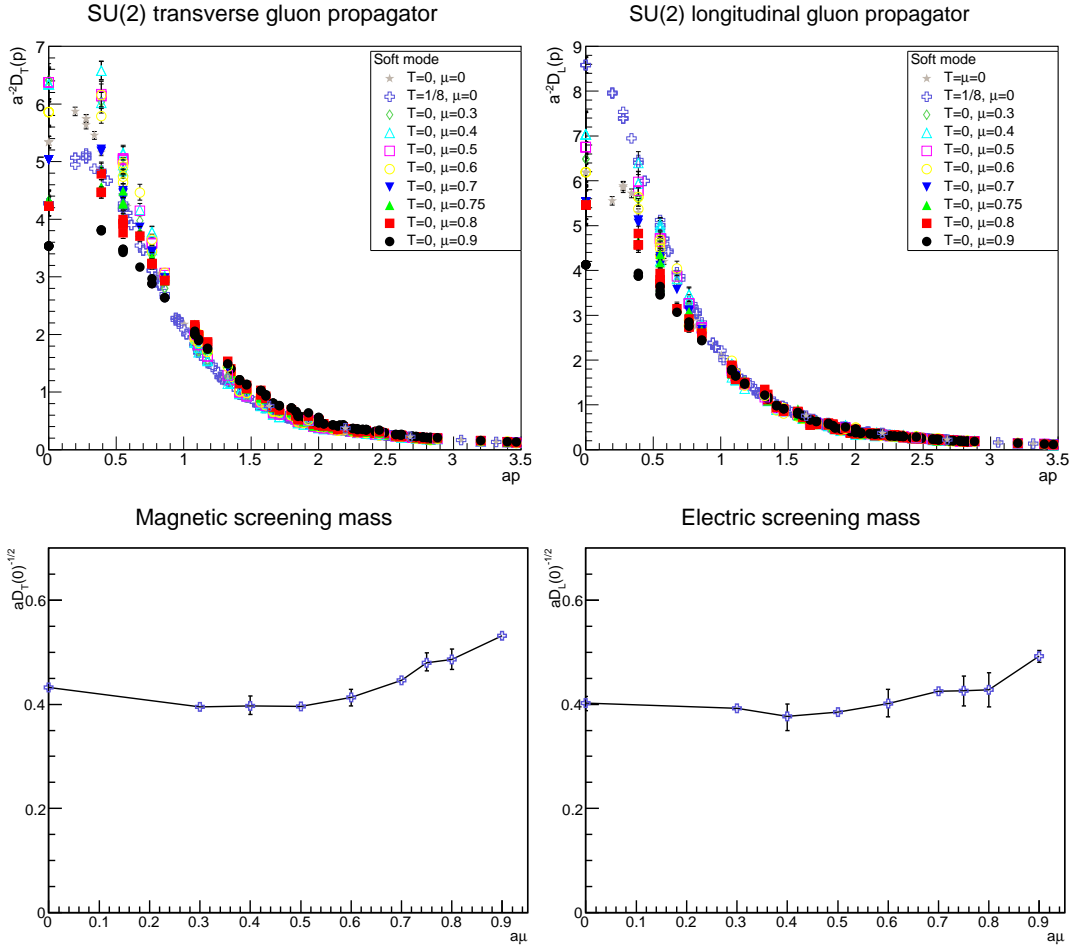 SU(2) transverse gluon propagator
a⁻²D_T(p)
7
6
5
4
3
2
1
0
0 0.5 1 1.5 2 2.5 3 3.5
ap
Soft mode
T=0, μ=0
T=1/8, μ=0
T=0, μ=0.3
T=0, μ=0.4
T=0, μ=0.5
T=0, μ=0.6
T=0, μ=0.7
T=0, μ=0.75
T=0, μ=0.8
T=0, μ=0.9
SU(2) longitudinal gluon propagator
a⁻²D_L(p)
9
8
7
6
5
4
3
2
1
0
0 0.5 1 1.5 2 2.5 3 3.5
ap
Soft mode
T=μ=0
T=1/8, μ=0
T=0, μ=0.3
T=0, μ=0.4
T=0, μ=0.5
T=0, μ=0.6
T=0, μ=0.7
T=0, μ=0.75
T=0, μ=0.8
T=0, μ=0.9
Magnetic screening mass
aD_T(0)^-1/2
0.6
0.4
0.2
0
0 0.1 0.2 0.3 0.4 0.5 0.6 0.7 0.8 0.9
aμ
Electric screening mass
aD_L(0)^-1/2
0.6
0.4
0.2
0
0 0.1 0.2 0.3 0.4 0.5 0.6 0.7 0.8 0.9
aμ